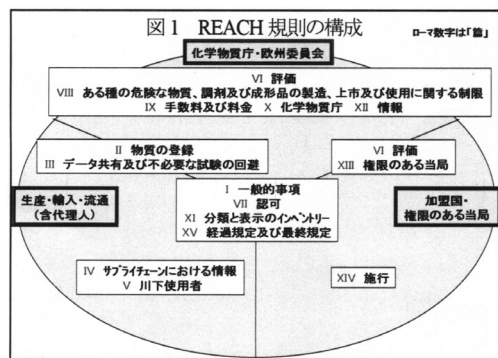 図1 REACH 規則の構成
ローマ数字は「篇」
化学物質庁・欧州委員会
Ⅵ 評価
Ⅷ ある種の危険な物質、調剤及び成形品の製造、上市及び使用に関する制限
Ⅸ 手数料及び料金 Ⅹ 化学物質庁 Ⅻ 情報
Ⅱ 物質の登録
Ⅲ データ共有及び不必要な試験の回避
Ⅵ 評価
XIII 権限のある当局
生産・輸入・流通
(含代理人)
Ⅰ 一般的事項
Ⅶ 認可
Ⅺ 分類と表示のインベントリー
XV 経過規定及び最終規定
加盟国・
権限のある当局
Ⅳ サプライチェーンにおける情報
Ⅴ 川下使用者
XIV 施行